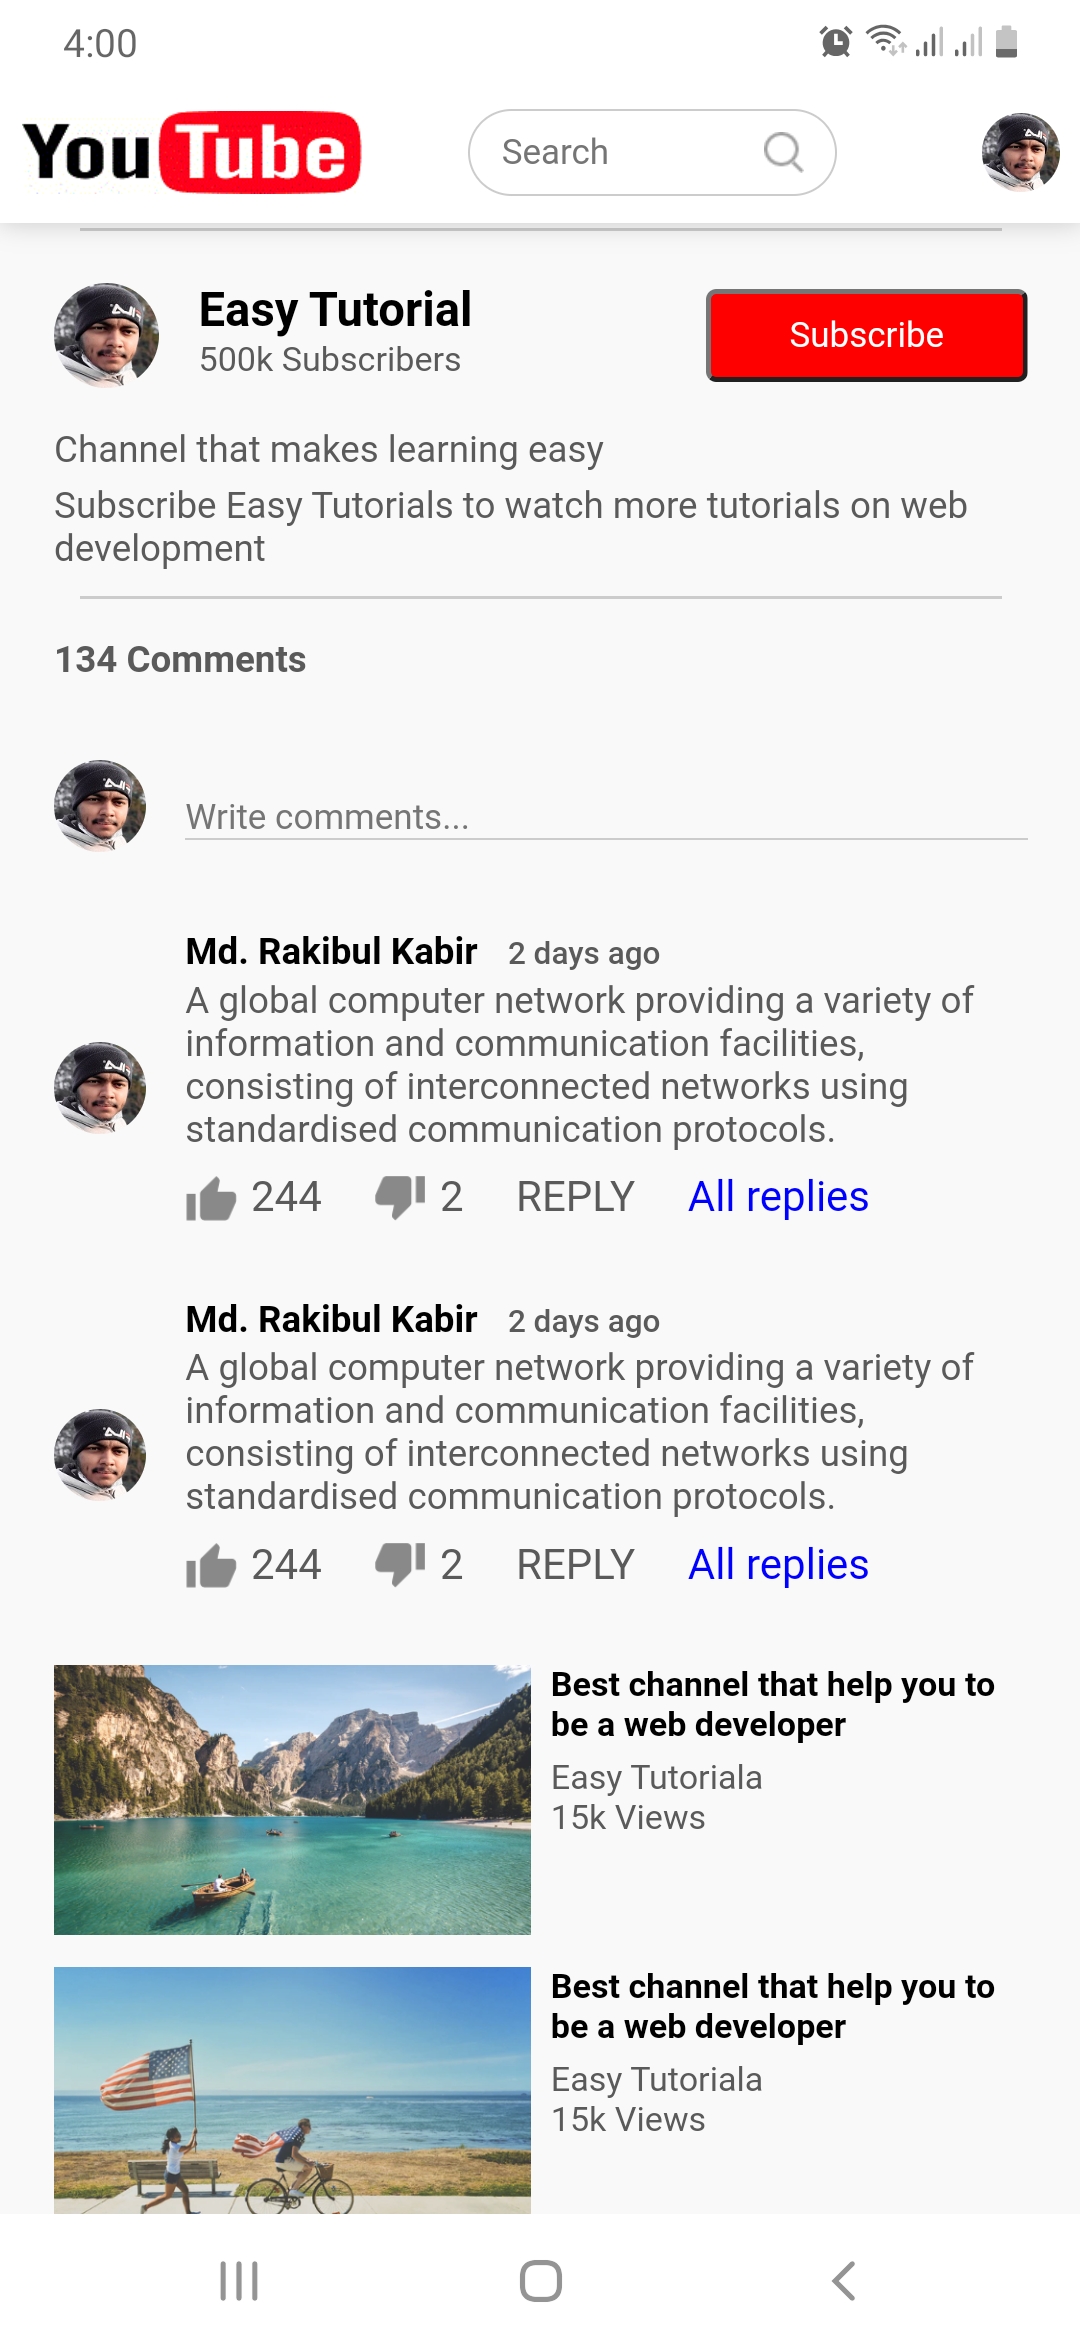 4:00
YouTube
Search
Easy Tutorial
500k Subscribers
Subscribe
Channel that makes learning easy
Subscribe Easy Tutorials to watch more tutorials on web
development
134 Comments
Write comments...
Md. Rakibul Kabir 2 days ago
A global computer network providing a variety of
information and communication facilities,
consisting of interconnected networks using
standardised communication protocols.
244 2 REPLY All replies
Md. Rakibul Kabir 2 days ago
A global computer network providing a variety of
information and communication facilities,
consisting of interconnected networks using
standardised communication protocols.
244 2 REPLY All replies
Best channel that help you to
be a web developer
Easy Tutoriala
15k Views
Best channel that help you to
be a web developer
Easy Tutoriala
15k Views